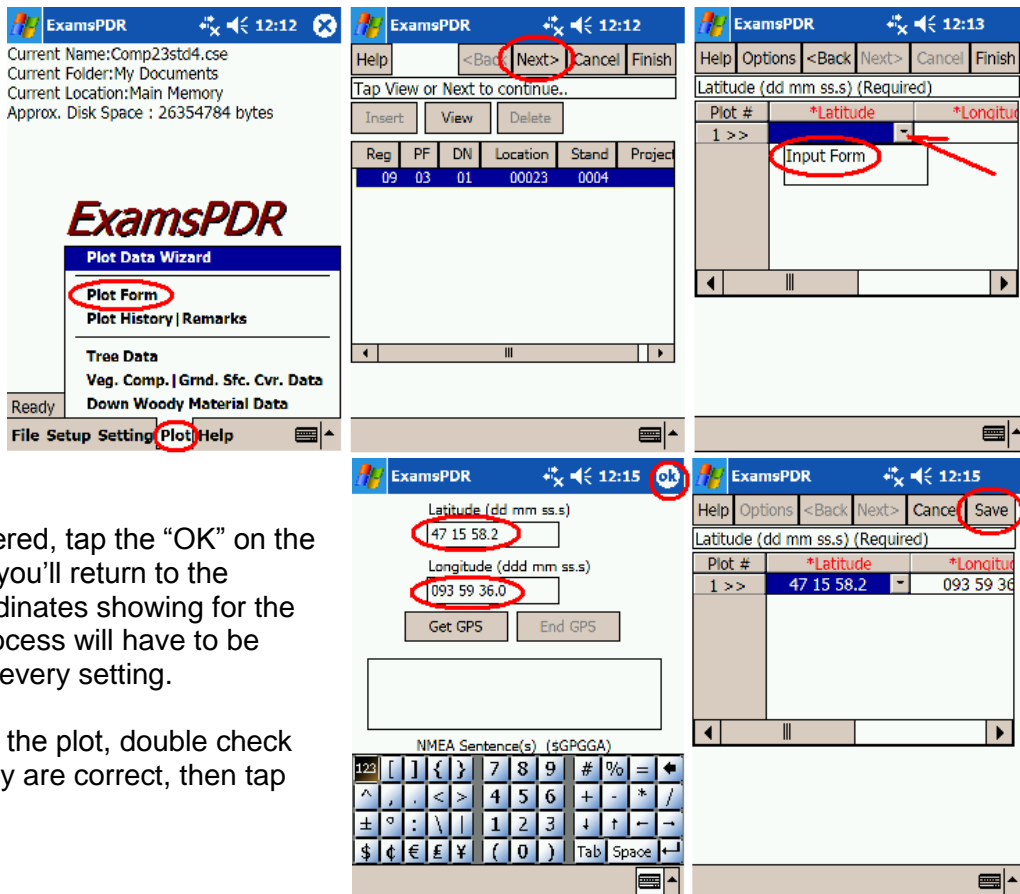 ExamsPDR 12:12
Current Name:Comp23std4.cse
Current Folder:My Documents
Current Location:Main Memory
Approx. Disk Space : 26354784 bytes
ExamsPDR
Plot Data Wizard
Plot Form
Plot History|Remarks
Tree Data
Veg. Comp.|Grnd. Sfc. Cvr. Data
Down Woody Material Data
Ready
File Setup Setting Plot Help
ExamsPDR 12:12
Help <Back Next> Cancel Finish
Tap View or Next to continue..
Insert View Delete
Reg PF DN Location Stand Project
09 03 01 00023 0004
ExamsPDR 12:13
Help Options <Back Next> Cancel Finish
Latitude (dd mm ss.s) (Required)
Plot # *Latitude *Longitud
1 >>
Input Form
ered, tap the “OK” on the
you’ll return to the
rdinates showing for the
ocess will have to be
every setting.
the plot, double check
y are correct, then tap
ExamsPDR 12:15 ok
Latitude (dd mm ss.s)
47 15 58.2
Longitude (ddd mm ss.s)
093 59 36.0
Get GPS End GPS
NMEA Sentence(s) ($GPGGA)
123 [ ] { } 7 8 9 # % =
^ , . < > 4 5 6 + - * /
± ° : \ | 1 2 3 ↓ ↑ ← →
$ ¢ € £ ¥ ( 0 ) Tab Space
ExamsPDR 12:15
Help Options <Back Next> Cancel Save
Latitude (dd mm ss.s) (Required)
Plot # *Latitude *Longitud
1 >> 47 15 58.2 093 59 36